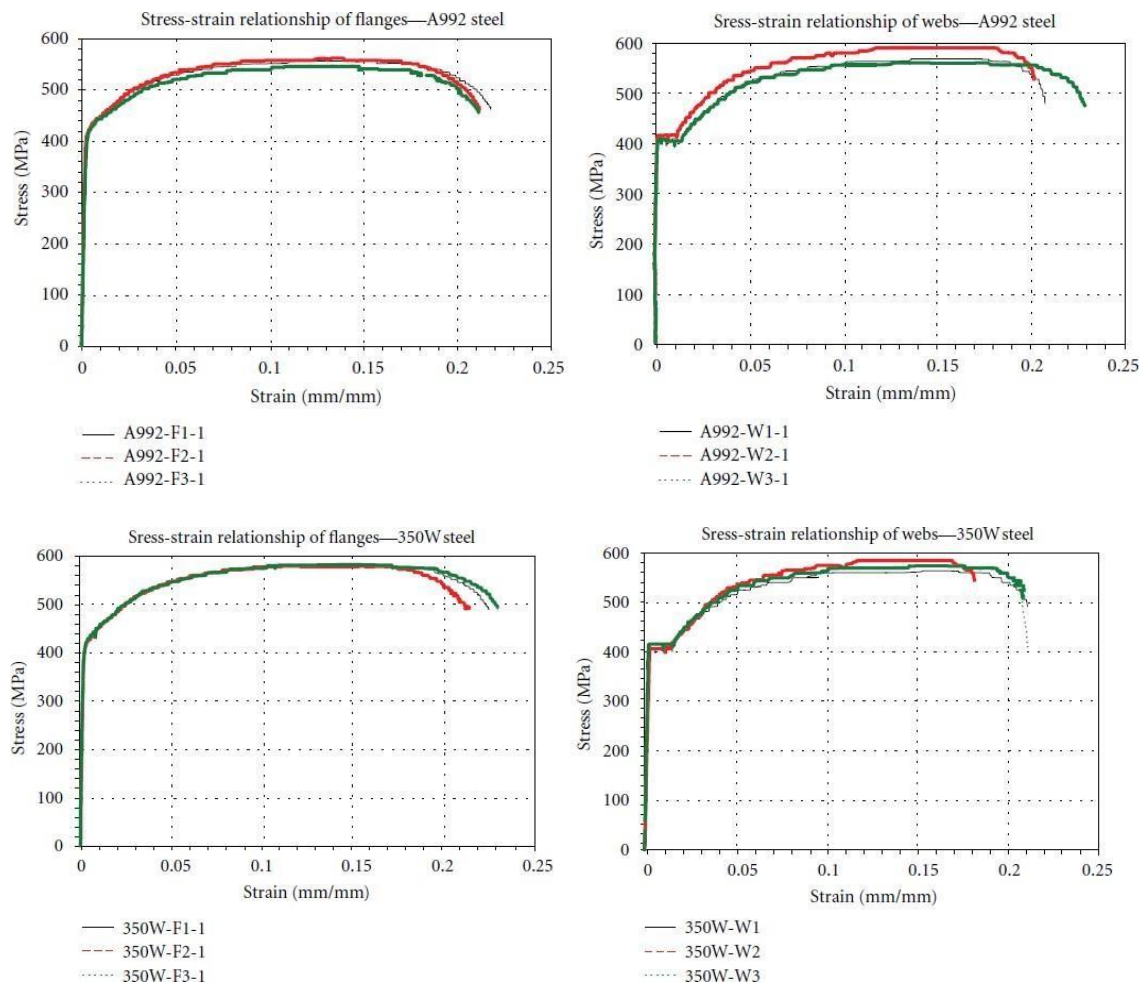 Stress-strain relationship of flanges—A992 steel
600
500
400
300
200
100
0
Stress (MPa)
0
0.05
0.1
0.15
0.2
0.25
Strain (mm/mm)
A992-F1-1
A992-F2-1
A992-F3-1
Sress-strain relationship of webs—A992 steel
600
500
400
300
200
100
0
Stress (MPa)
0
0.05
0.1
0.15
0.2
0.25
Strain (mm/mm)
A992-W1-1
A992-W2-1
A992-W3-1
Sress-strain relationship of flanges—350W steel
600
500
400
300
200
100
0
Stress (MPa)
0
0.05
0.1
0.15
0.2
0.25
Strain (mm/mm)
350W-F1-1
350W-F2-1
350W-F3-1
Sress-strain relationship of webs—350W steel
600
500
400
300
200
100
0
Stress (MPa)
0
0.05
0.1
0.15
0.2
0.25
Strain (mm/mm)
350W-W1
350W-W2
350W-W3